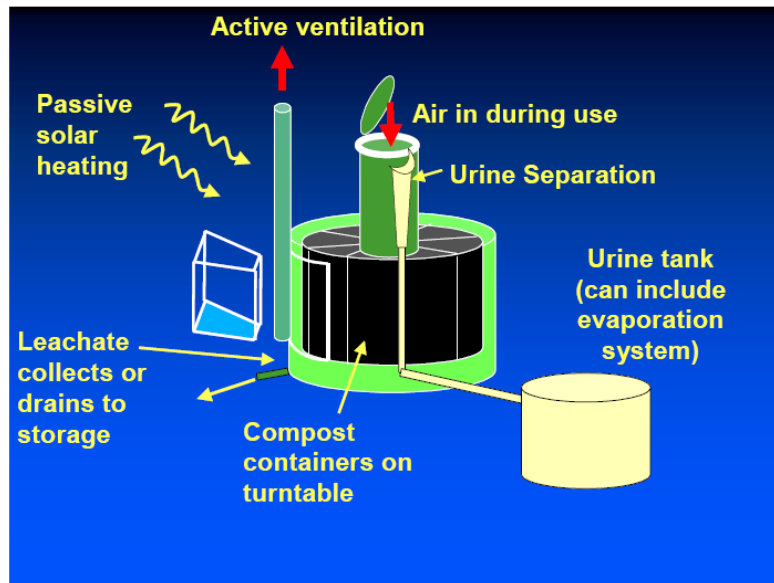 Active ventilation
Passive
solar
heating
Air in during use
Urine Separation
Urine tank
(can include
evaporation
system)
Leachate
collects or
drains to
storage
Compost
containers on
turntable